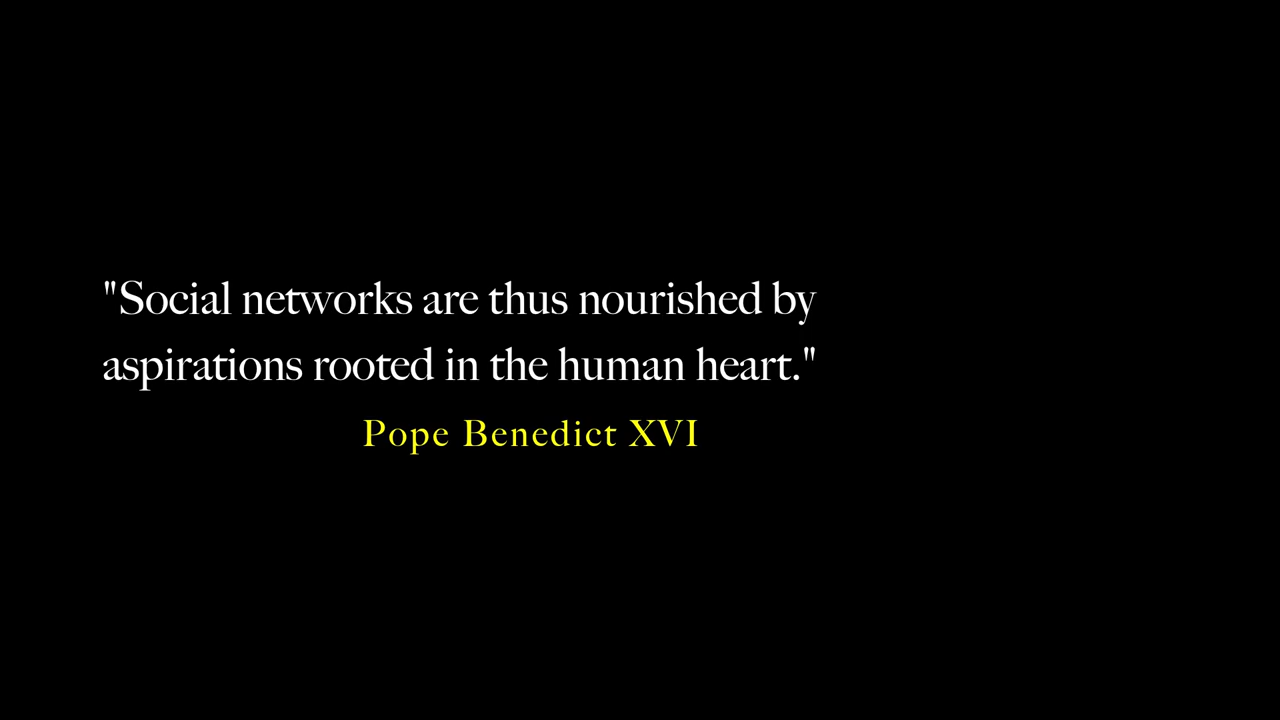 "Social networks are thus nourished by
aspirations rooted in the human heart."
Pope Benedict XVI